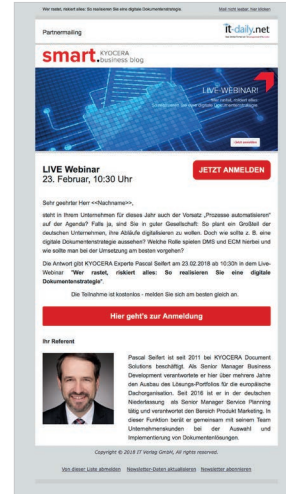 Wer rastet, riskiert alles: So realisieren Sie eine digitale Dokumentenstrategie.
Mail nicht lesbar, hier klicken
Partnermailing
it-daily.net
smart. KYOCERA
business blog
LIVE-WEBINAR!
Wer rastet, riskiert alles:
So realisieren Sie eine digitale Dokumentenstrategie
Jetzt anmelden
LIVE Webinar
23. Februar, 10:30 Uhr
JETZT ANMELDEN
Sehr geehrter Herr <<Nachname>>,
steht in Ihrem Unternehmen für dieses Jahr auch der Vorsatz „Prozesse automatisieren"
auf der Agenda? Falls ja, sind Sie in guter Gesellschaft: So plant ein Großteil der
deutschen Unternehmen, ihre Abläufe digitalisieren zu wollen. Doch wie sollte z. B. eine
digitale Dokumentenstrategie aussehen? Welche Rolle spielen DMS und ECM hierbei und
wie sollte man bei der Umsetzung am besten vorgehen?
Die Antwort gibt KYOCERA Experte Pascal Seifert am 23.02.2018 ab 10:30h in dem Live-
Webinar "Wer rastet, riskiert alles: So realisieren Sie eine digitale
Dokumentenstrategie".
Die Teilnahme ist kostenlos - melden Sie sich am besten gleich an.
Hier geht's zur Anmeldung
Ihr Referent
Pascal Seifert ist seit 2011 bei KYOCERA Document
Solutions beschäftigt. Als Senior Manager Business
Development verantwortete er hier über mehrere Jahre
den Ausbau des Lösungs-Portfolios für die europäische
Dachorganisation. Seit 2016 ist er in der deutschen
Niederlassung als Senior Manager Service Planning
tätig und verantwortet den Bereich Produkt Marketing. In
dieser Funktion berät er gemeinsam mit seinem Team
Unternehmenskunden bei der Auswahl und
Implementierung von Dokumentenlösungen.
Copyright © 2018 IT Verlag GmbH, All rights reserved.
Von dieser Liste abmelden Newsletter-Daten aktualisieren Newsletter abonnieren